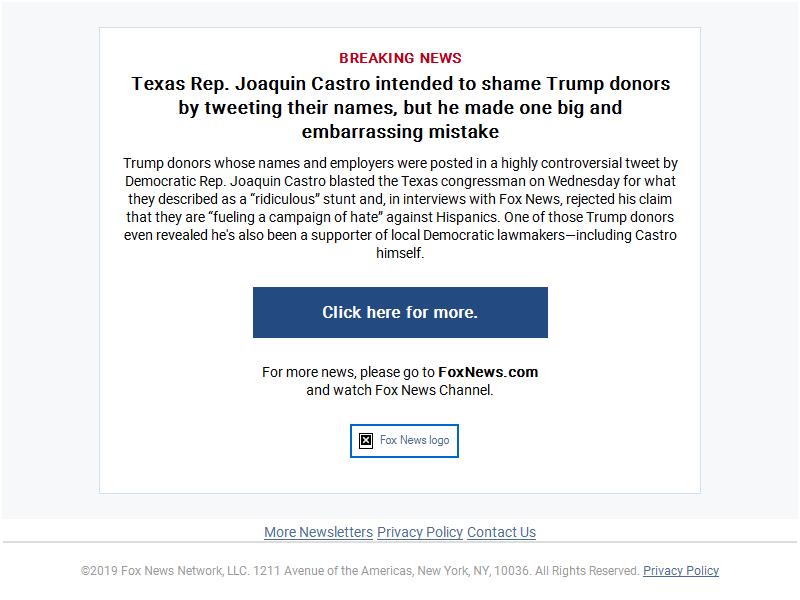 BREAKING NEWS
Texas Rep. Joaquin Castro intended to shame Trump donors
by tweeting their names, but he made one big and
embarrassing mistake
Trump donors whose names and employers were posted in a highly controversial tweet by
Democratic Rep. Joaquin Castro blasted the Texas congressman on Wednesday for what
they described as a “ridiculous” stunt and, in interviews with Fox News, rejected his claim
that they are “fueling a campaign of hate” against Hispanics. One of those Trump donors
even revealed he's also been a supporter of local Democratic lawmakers—including Castro
himself.
Click here for more.
For more news, please go to FoxNews.com
and watch Fox News Channel.
Fox News logo
More Newsletters Privacy Policy Contact Us
©2019 Fox News Network, LLC. 1211 Avenue of the Americas, New York, NY, 10036. All Rights Reserved. Privacy Policy